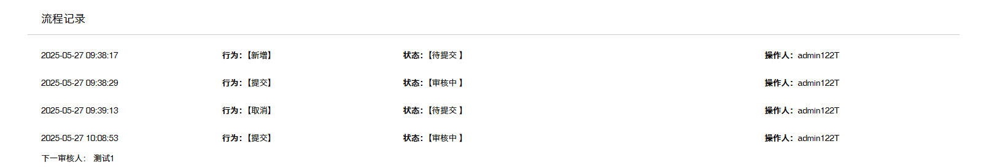 流程记录
2025-05-27 09:38:17 行为：【新增】 状态：【待提交 】 操作人：admin122T
2025-05-27 09:38:29 行为：【提交】 状态：【审核中 】 操作人：admin122T
2025-05-27 09:39:13 行为：【取消】 状态：【待提交 】 操作人：admin122T
2025-05-27 10:08:53 行为：【提交】 状态：【审核中 】 操作人：admin122T
下一审核人： 测试1